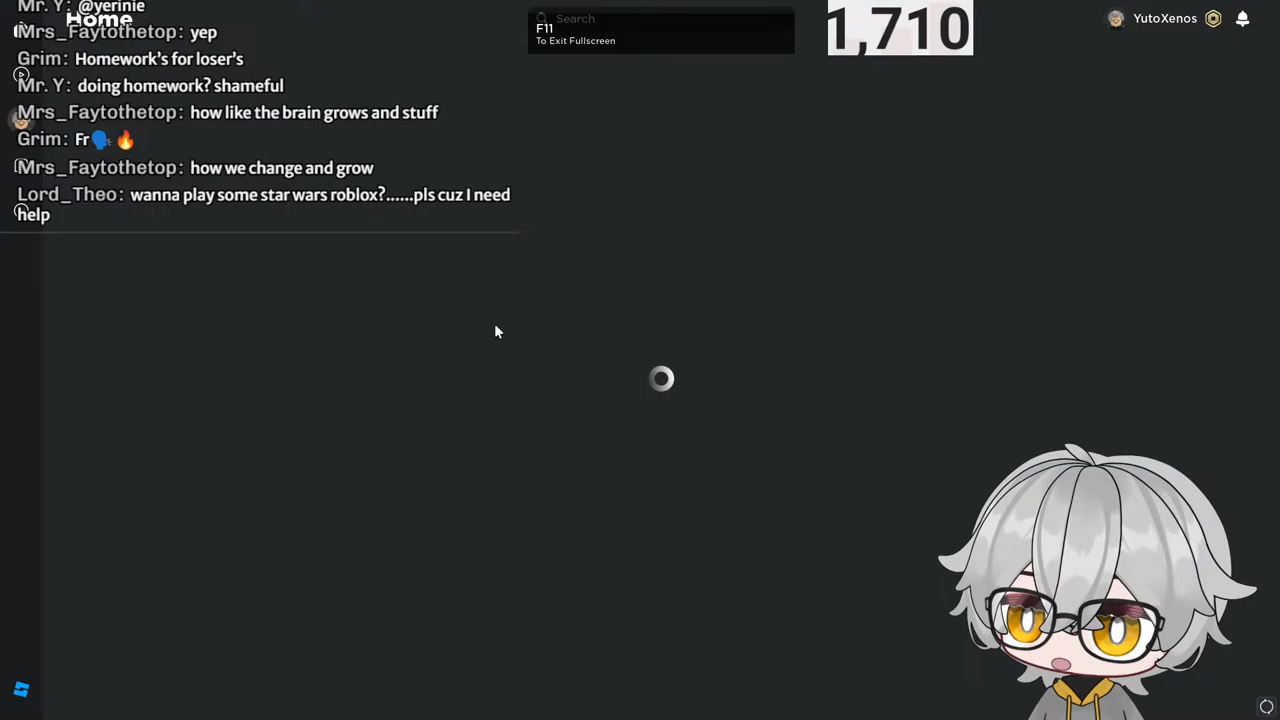 Mr. Y: @yerinie
Home
Mrs_Faytothetop: yep
Grim: Homework's for loser's
Mr. Y: doing homework? shameful
Mrs_Faytothetop: how like the brain grows and stuff
Grim: Fr🗣️🔥
Mrs_Faytothetop: how we change and grow
Lord_Theo: wanna play some star wars roblox?......pls cuz I need
help
Search
F11
To Exit Fullscreen
1,710
YutoXenos